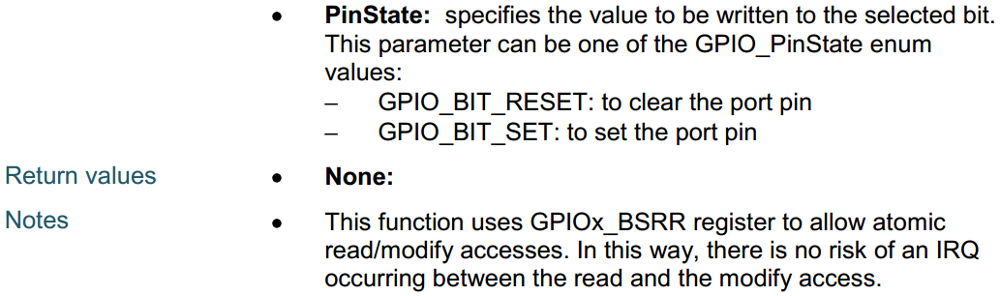 • PinState: specifies the value to be written to the selected bit.
This parameter can be one of the GPIO_PinState enum
values:
– GPIO_BIT_RESET: to clear the port pin
– GPIO_BIT_SET: to set the port pin
Return values • None:
Notes • This function uses GPIOx_BSRR register to allow atomic
read/modify accesses. In this way, there is no risk of an IRQ
occurring between the read and the modify access.